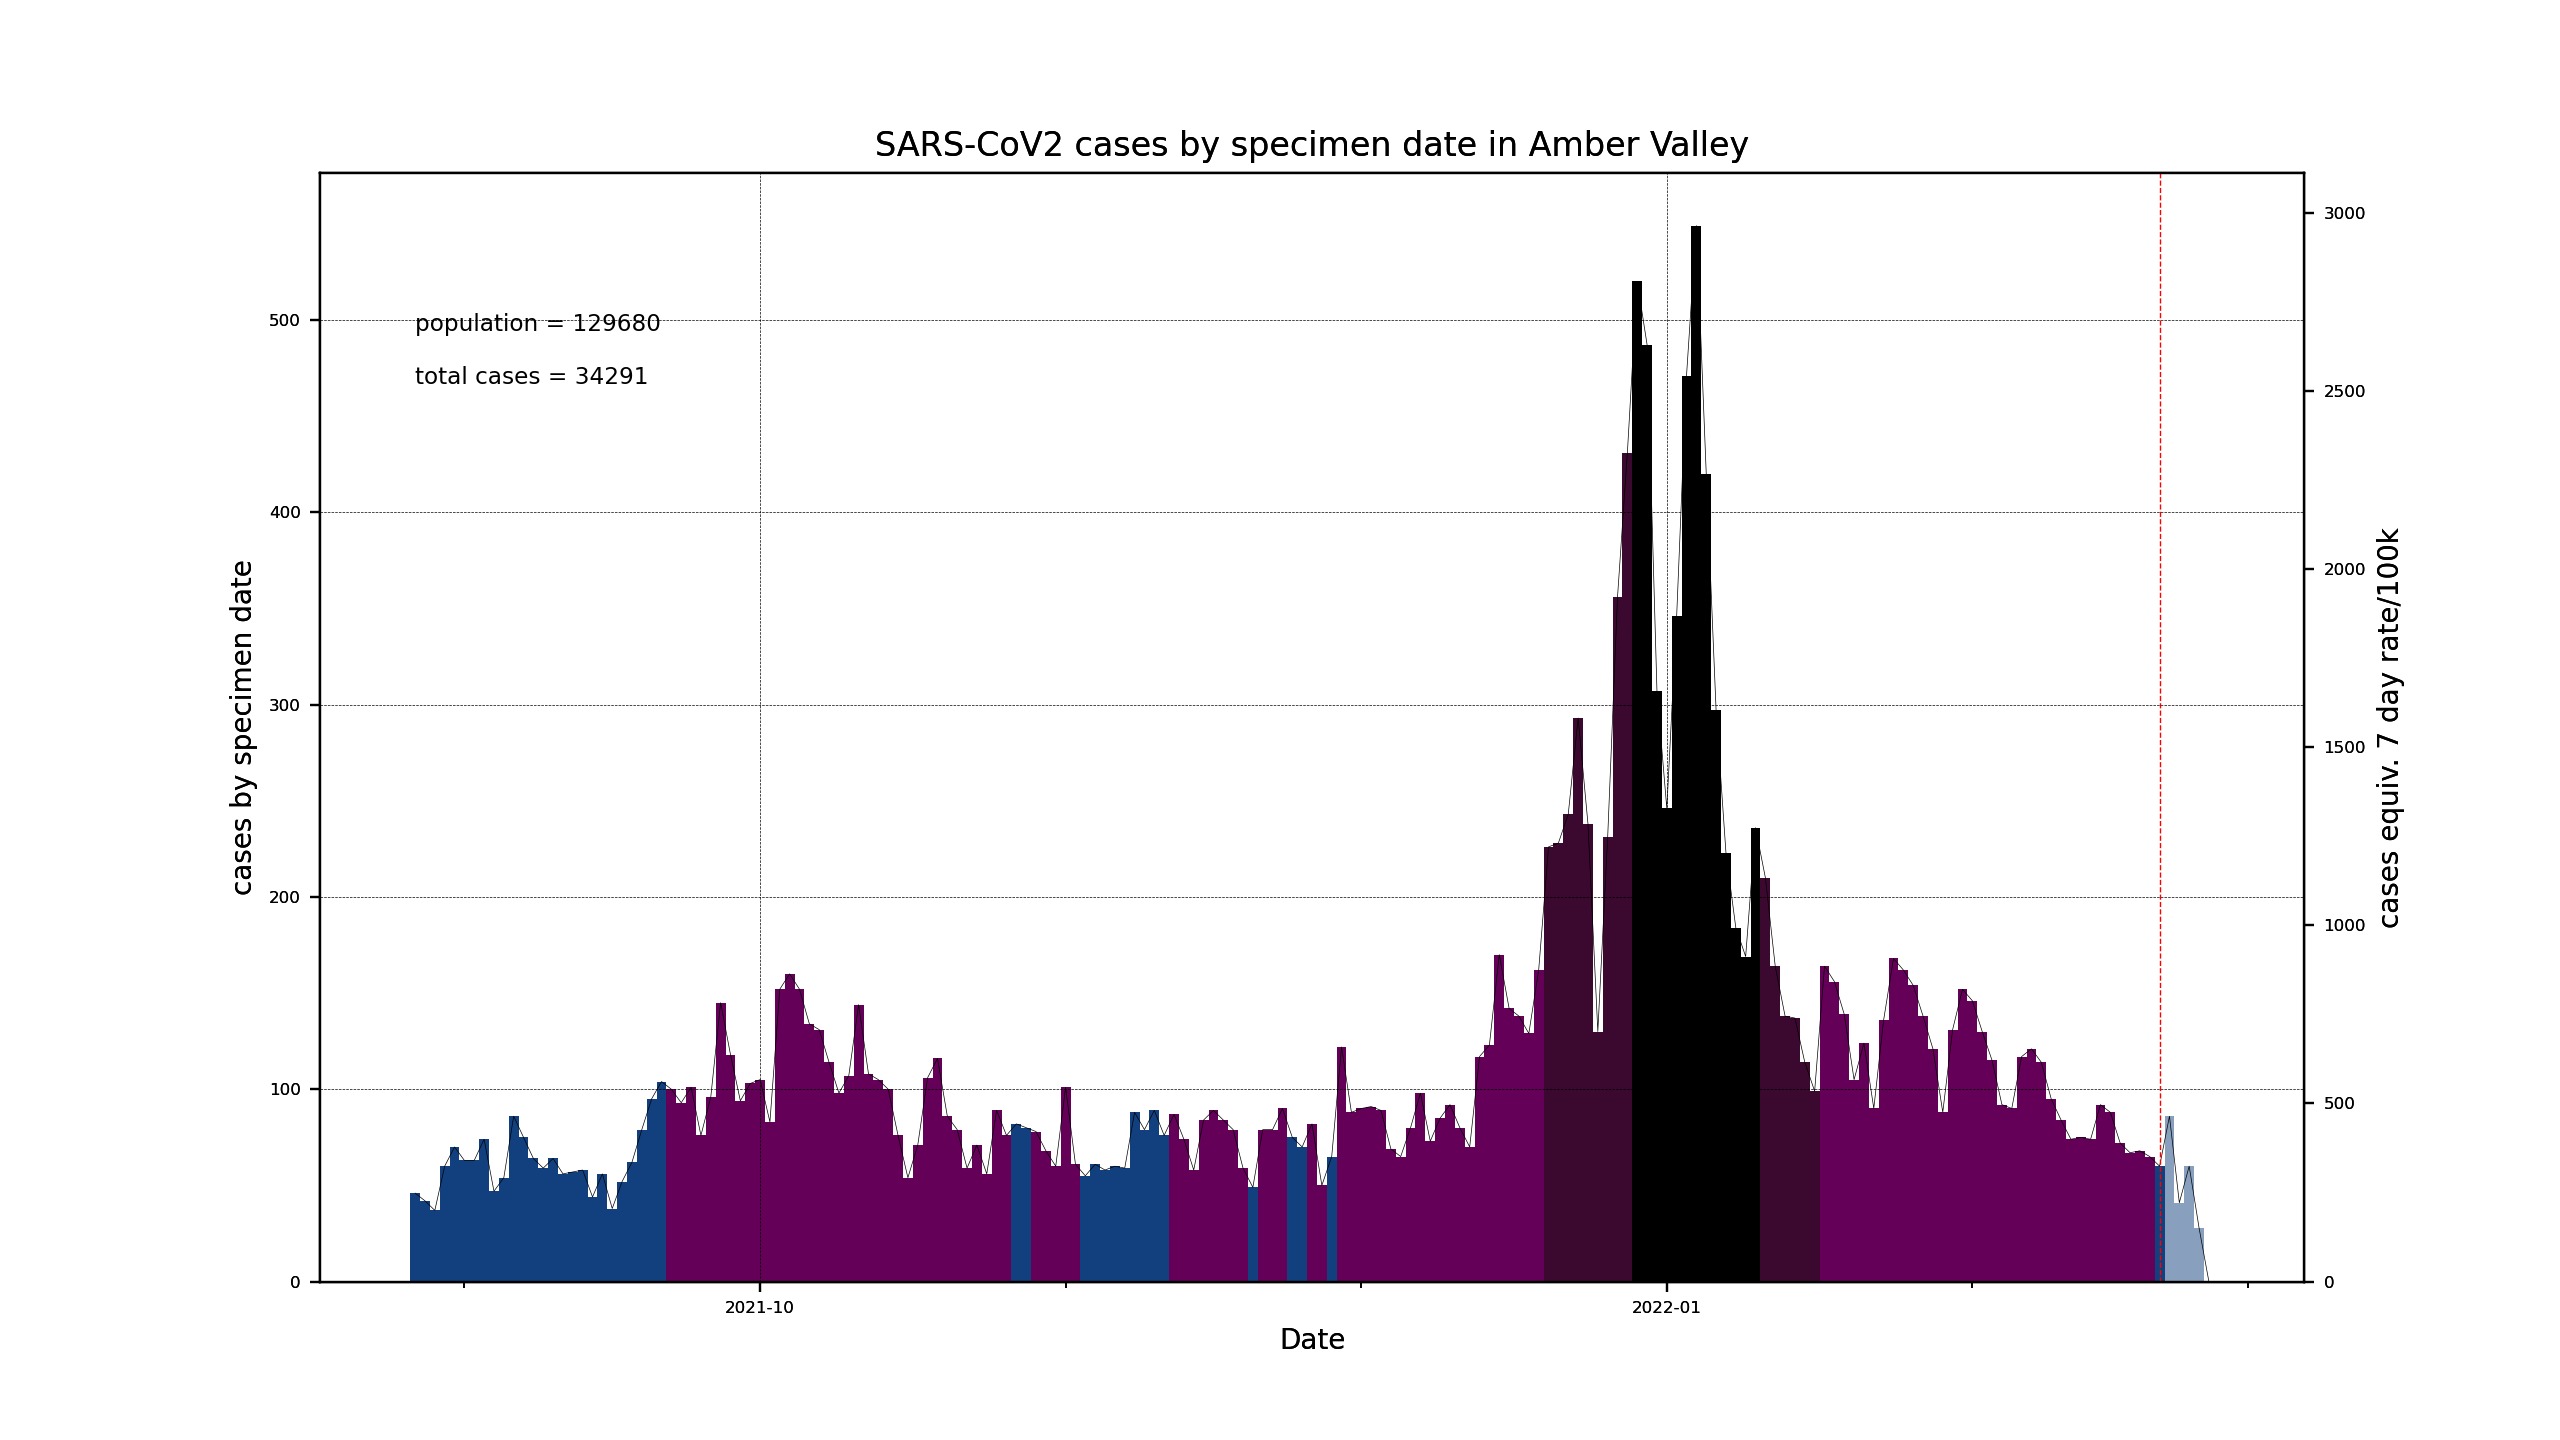 SARS-CoV2 cases by specimen date in Amber Valley
population = 129680
total cases = 34291
cases by specimen date
0
100
200
300
400
500
cases equiv. 7 day rate/100k
0
500
1000
1500
2000
2500
3000
2021-10
2022-01
Date